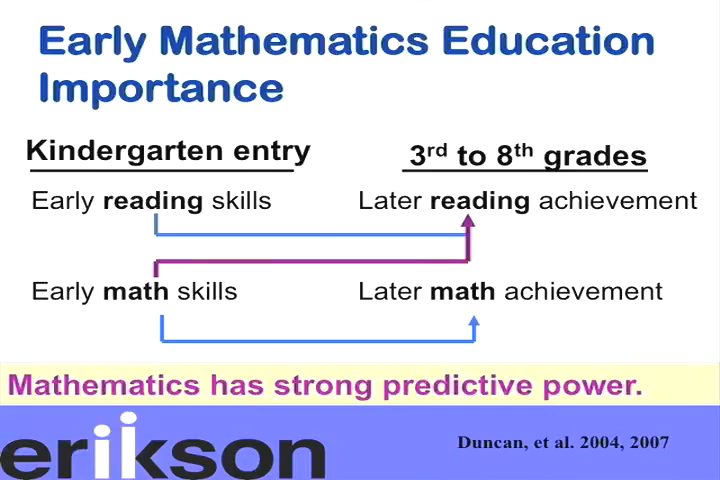 Early Mathematics Education
Importance
Kindergarten entry
3rd to 8th grades
Early reading skills
Later reading achievement
Early math skills
Later math achievement
Mathematics has strong predictive power.
erikson
Duncan, et al. 2004, 2007